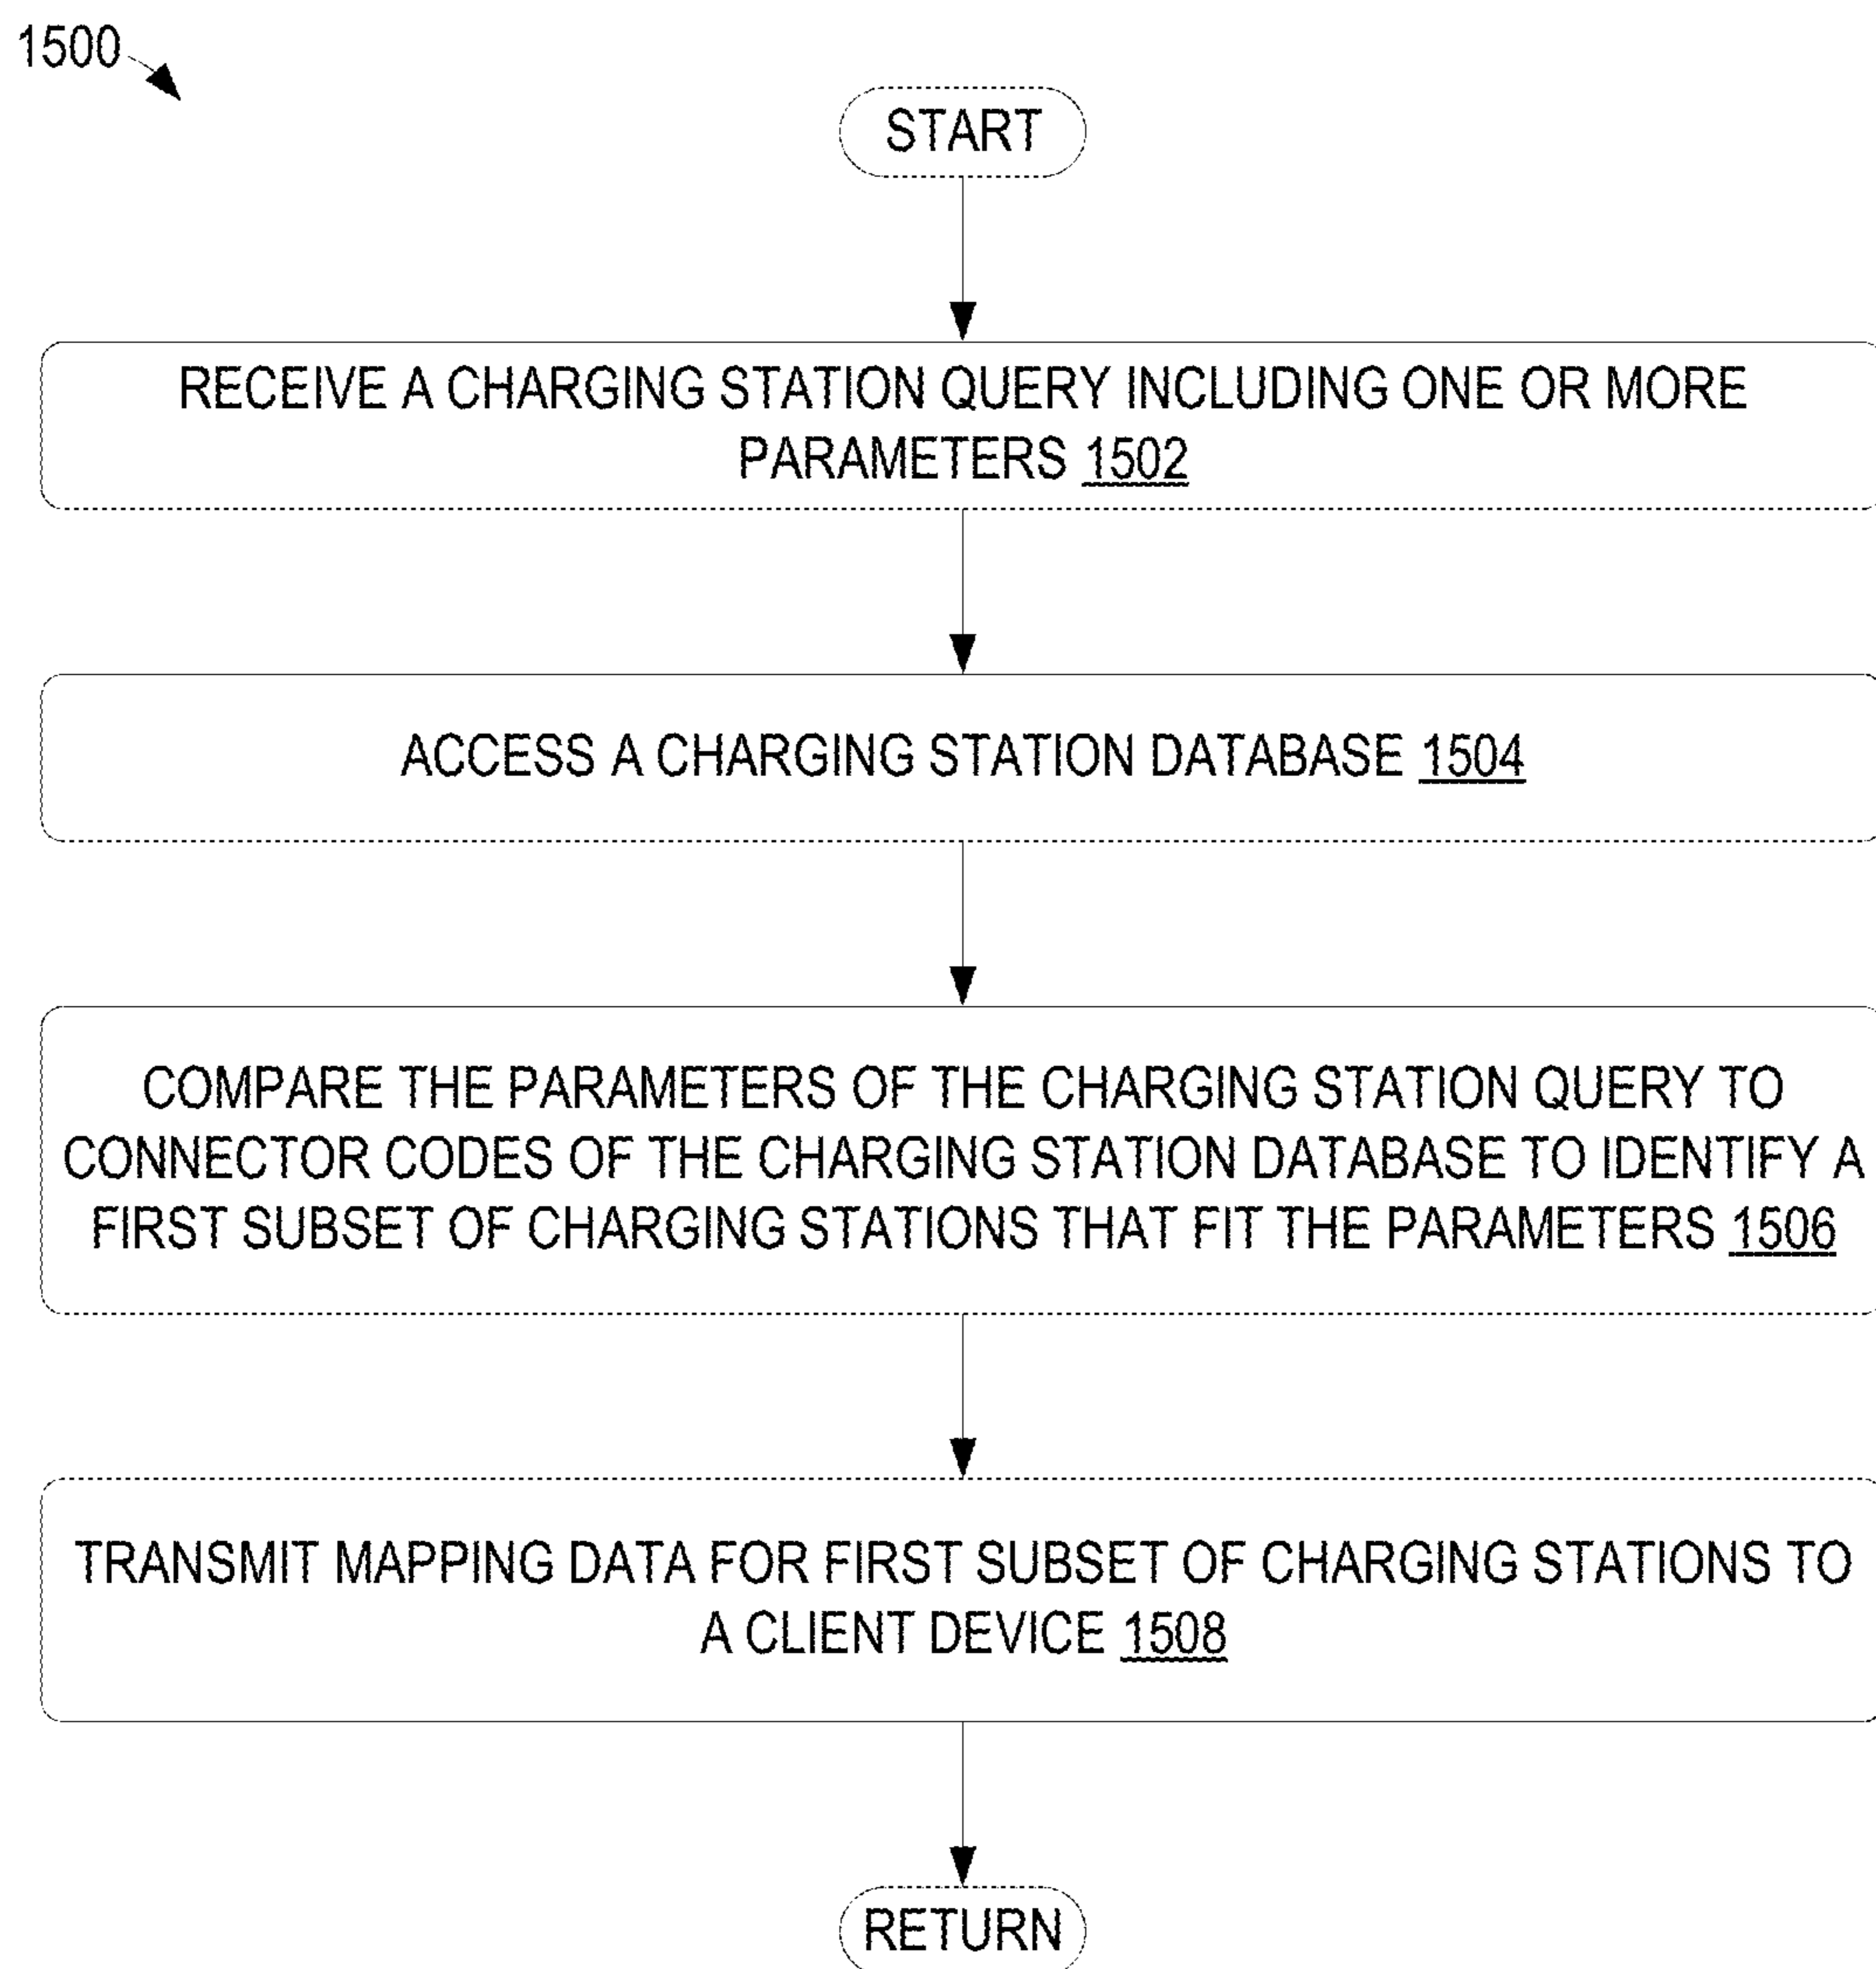 1500
START
RECEIVE A CHARGING STATION QUERY INCLUDING ONE OR MORE
PARAMETERS 1502
ACCESS A CHARGING STATION DATABASE 1504
COMPARE THE PARAMETERS OF THE CHARGING STATION QUERY TO
CONNECTOR CODES OF THE CHARGING STATION DATABASE TO IDENTIFY A
FIRST SUBSET OF CHARGING STATIONS THAT FIT THE PARAMETERS 1506
TRANSMIT MAPPING DATA FOR FIRST SUBSET OF CHARGING STATIONS TO
A CLIENT DEVICE 1508
RETURN